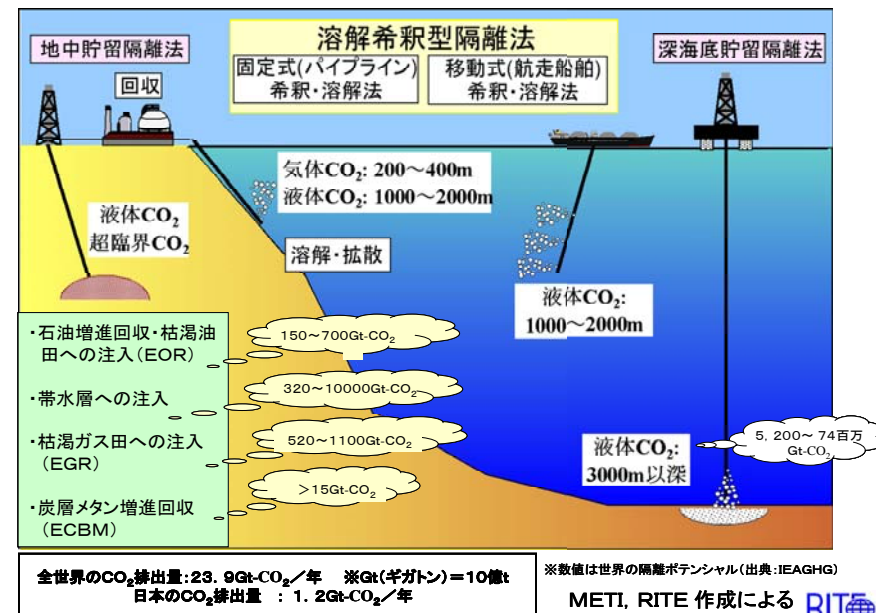 地中貯留隔離法
回収
溶解希釈型隔離法
固定式(パイプライン)
希釈・溶解法
移動式(航走船舶)
希釈・溶解法
深海底貯留隔離法
気体CO₂: 200～400m
液体CO₂: 1000～2000m
液体CO₂
超臨界CO₂
溶解・拡散
液体CO₂:
1000～2000m
・石油増進回収・枯渇油
田への注入(EOR)
150～700Gt-CO₂
・帯水層への注入
320～10000Gt-CO₂
・枯渇ガス田への注入
(EGR)
520～1100Gt-CO₂
・炭層メタン増進回収
(ECBM)
＞15Gt-CO₂
液体CO₂:
3000m以深
5，200～74百万
Gt-CO₂
全世界のCO₂排出量：23．9Gt-CO₂／年　※Gt(ギガトン)＝10億t
日本のCO₂排出量　：　1．2Gt-CO₂／年
※数値は世界の隔離ポテンシャル(出典：IEAGHG)
METI, RITE 作成による
RITE